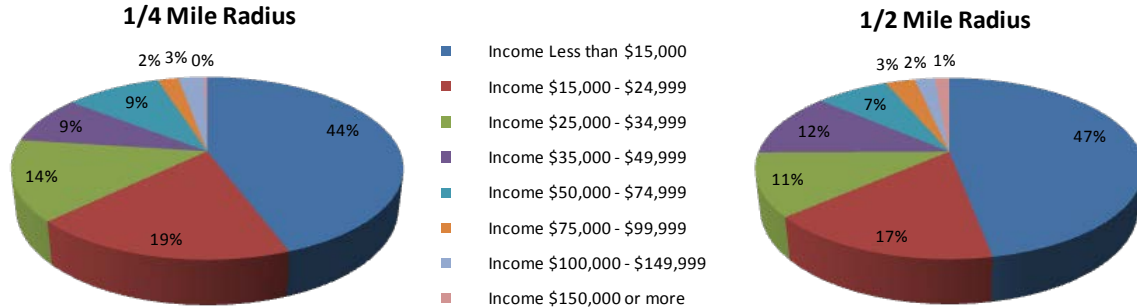 1/4 Mile Radius
2% 3% 0%
9%
9%
14%
19%
44%
Income Less than $15,000
Income $15,000 - $24,999
Income $25,000 - $34,999
Income $35,000 - $49,999
Income $50,000 - $74,999
Income $75,000 - $99,999
Income $100,000 - $149,999
Income $150,000 or more
1/2 Mile Radius
3% 2% 1%
7%
12%
11%
17%
47%